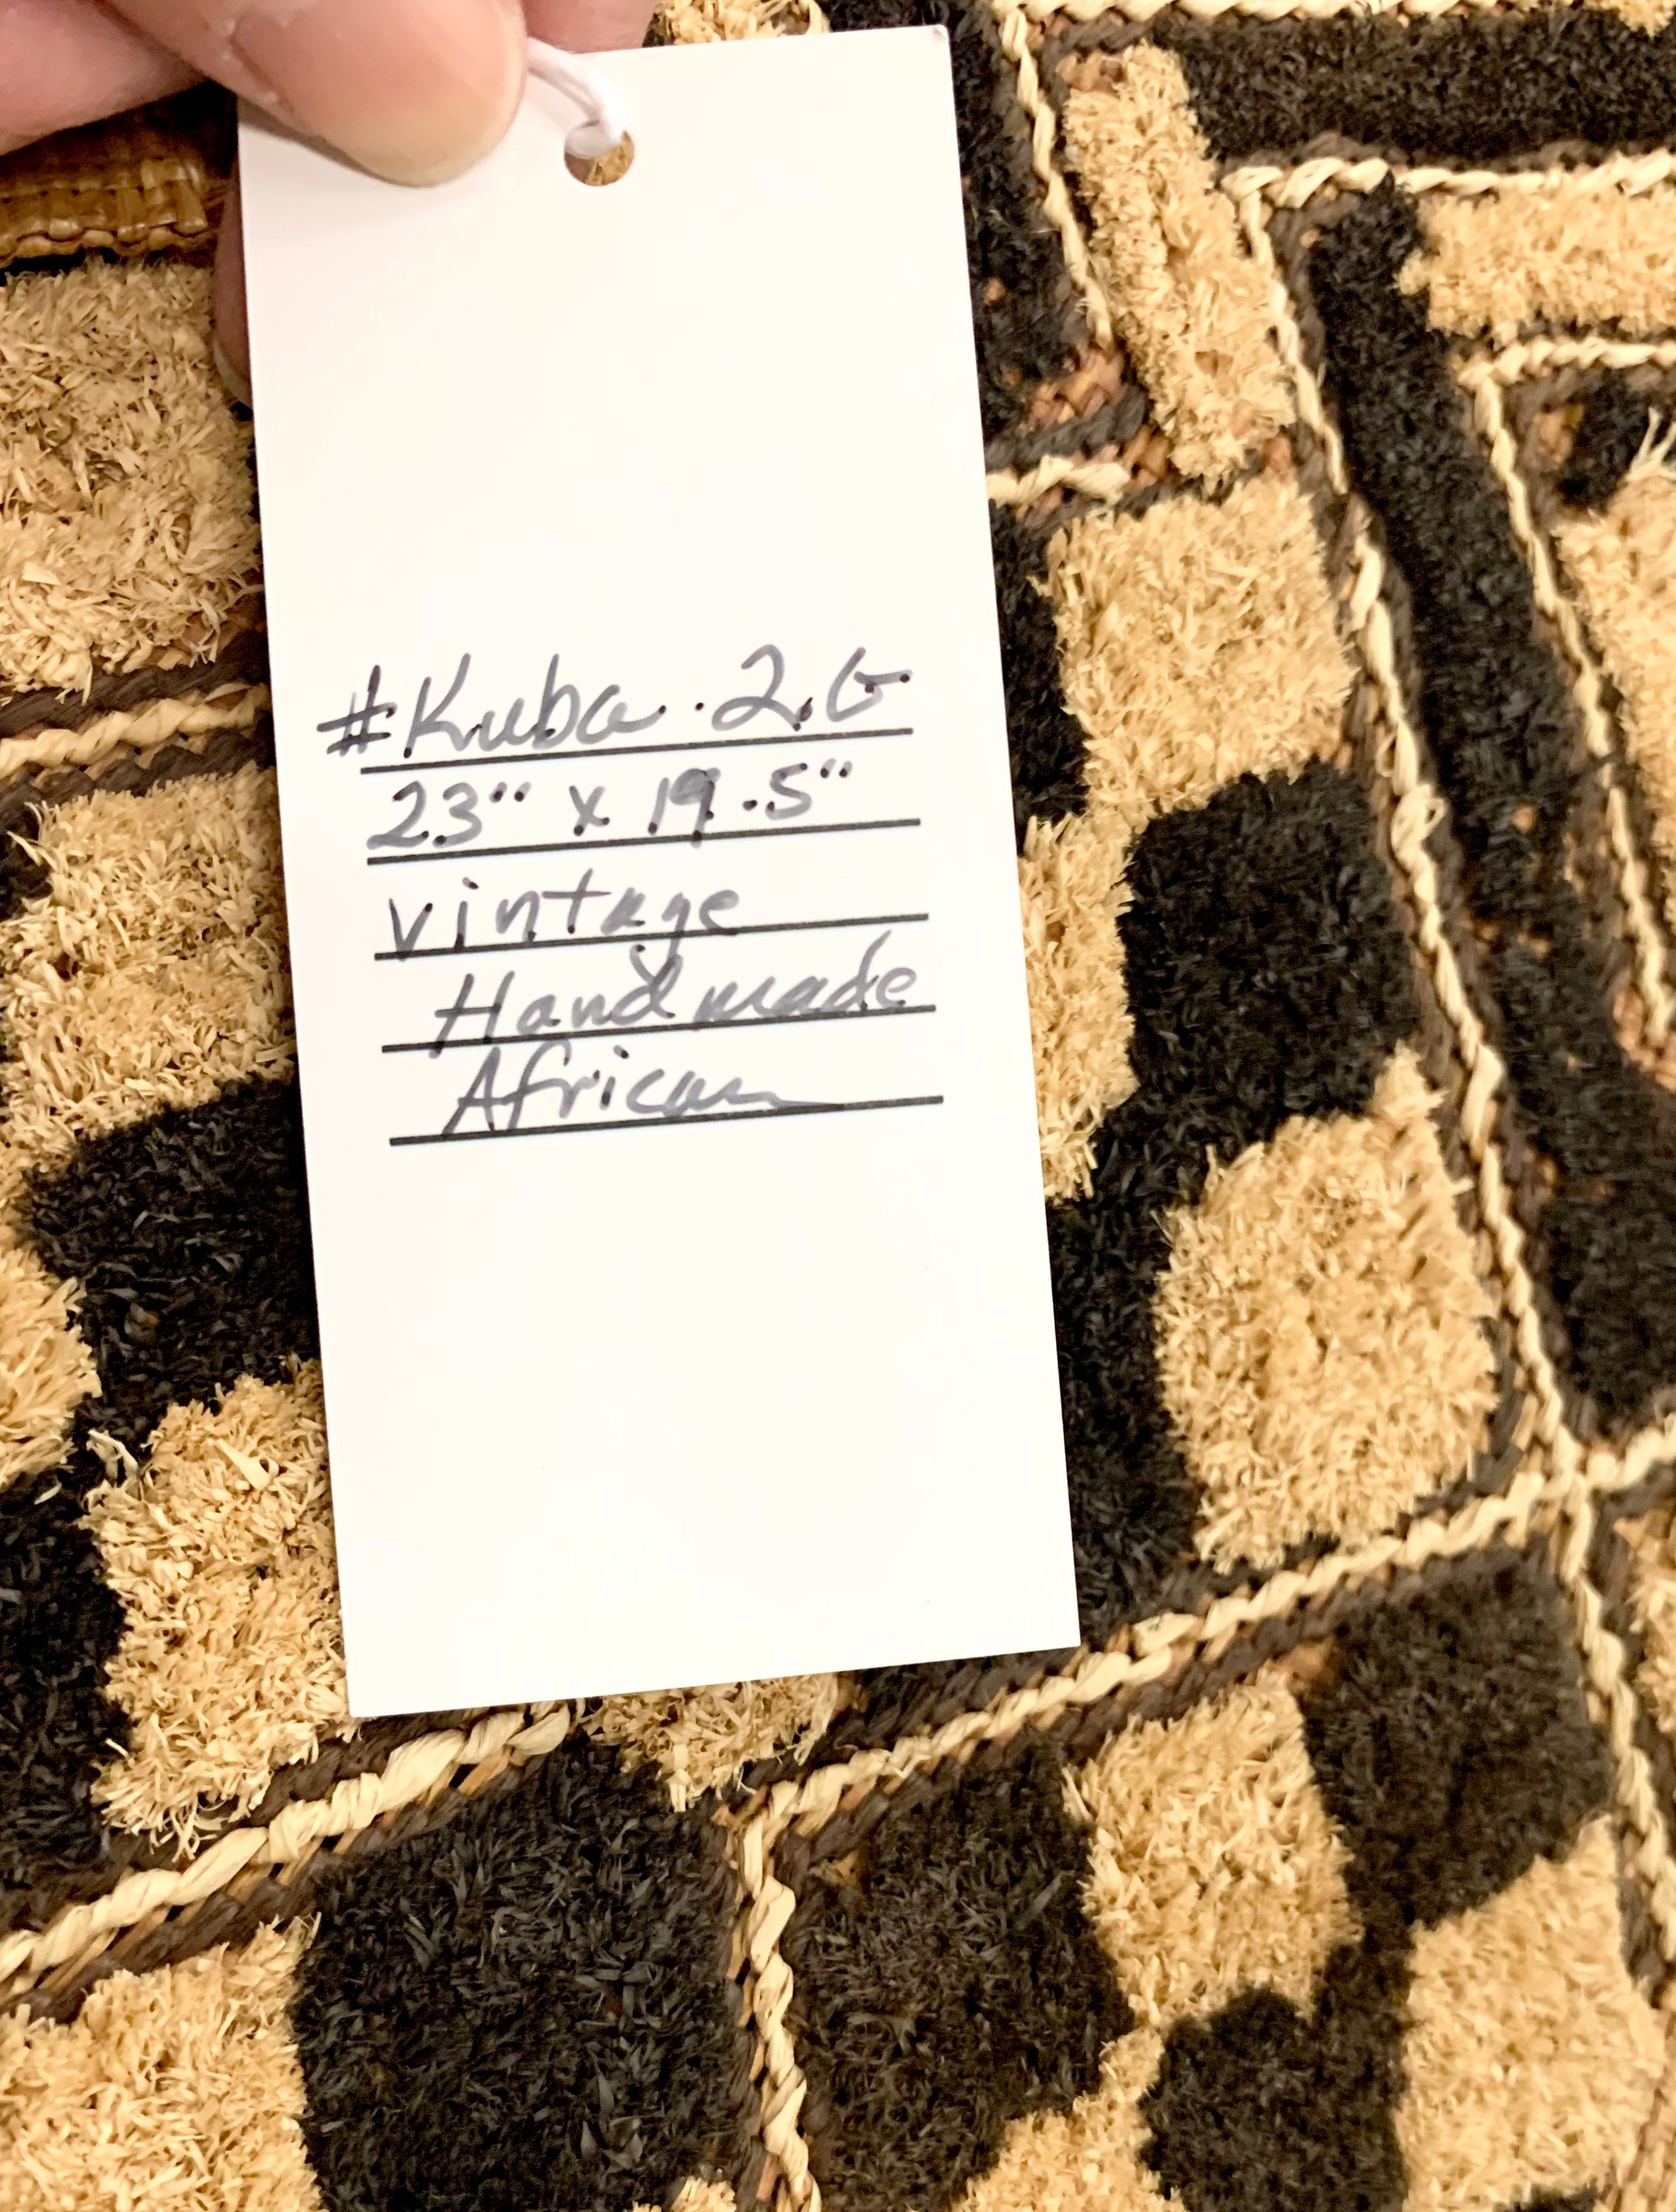 #Kuba.2.G
23" x 19.5"
vintage
Handmade
African